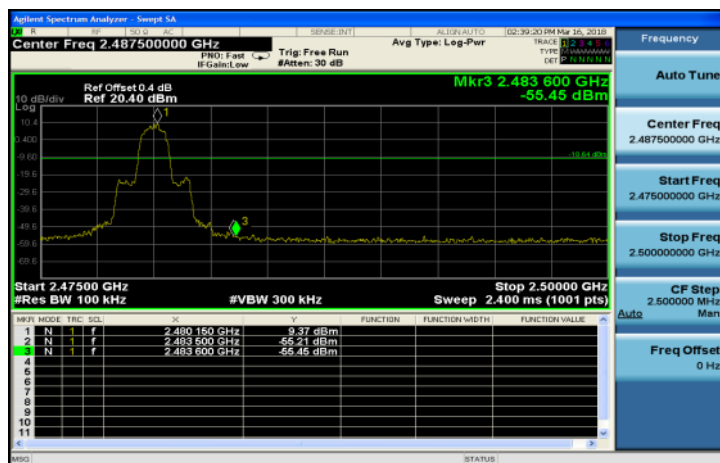 Agilent Spectrum Analyzer - Swept SA
R RF 50 Ω AC SENSE:INT ALIGNAUTO 02:39:20 PM Mar 16, 2018
Center Freq 2.487500000 GHz
PNO: Fast
IFGain:Low
Trig: Free Run
#Atten: 30 dB
Avg Type: Log-Pwr
TRACE 1 2 3 4 5 6
TYPE M
DET P N N N N N
Frequency
Auto Tune
Center Freq
2.487500000 GHz
Start Freq
2.475000000 GHz
Stop Freq
2.500000000 GHz
CF Step
2.500000 MHz
Auto Man
Freq Offset
0 Hz
Mkr3 2.483 600 GHz
-55.45 dBm
Ref Offset 0.4 dB
10 dB/div Ref 20.40 dBm
Log
1
10.4
0.400
-9.60
-19.6
-29.6
-39.6
-49.6
-59.6
-69.6
3
Start 2.47500 GHz Stop 2.50000 GHz
#Res BW 100 kHz #VBW 300 kHz Sweep 2.400 ms (1001 pts)
MKR MODE TRC SCL X Y FUNCTION FUNCTION WIDTH FUNCTION VALUE
1 N 1 f 2.480 150 GHz 9.37 dBm
2 N 1 f 2.483 500 GHz -55.21 dBm
3 N 1 f 2.483 600 GHz -55.45 dBm
4
5
6
7
8
9
10
11
MSG STATUS